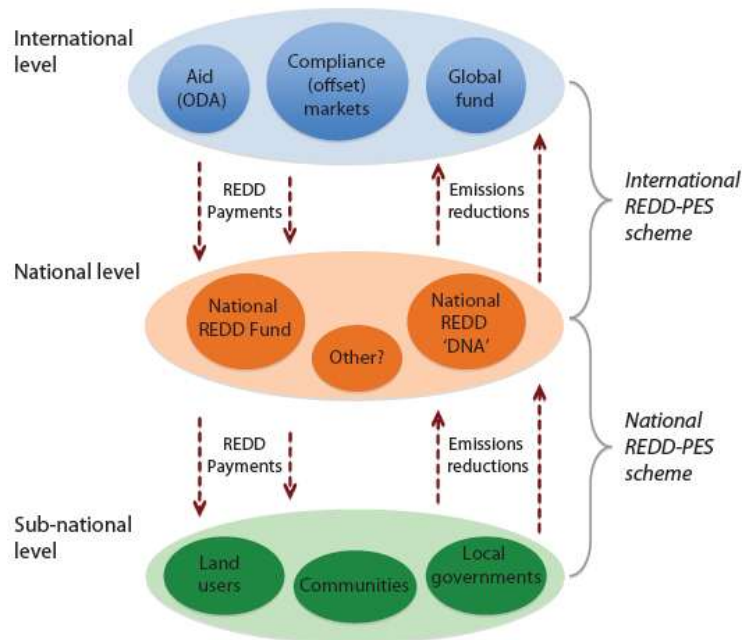 International
level
Aid
(ODA)
Compliance
(offset)
markets
Global
fund
REDD
Payments
Emissions
reductions
International
REDD-PES
scheme
National level
National
REDD Fund
Other?
National
REDD
‘DNA’
REDD
Payments
Emissions
reductions
National
REDD-PES
scheme
Sub-national
level
Land
users
Communities
Local
governments